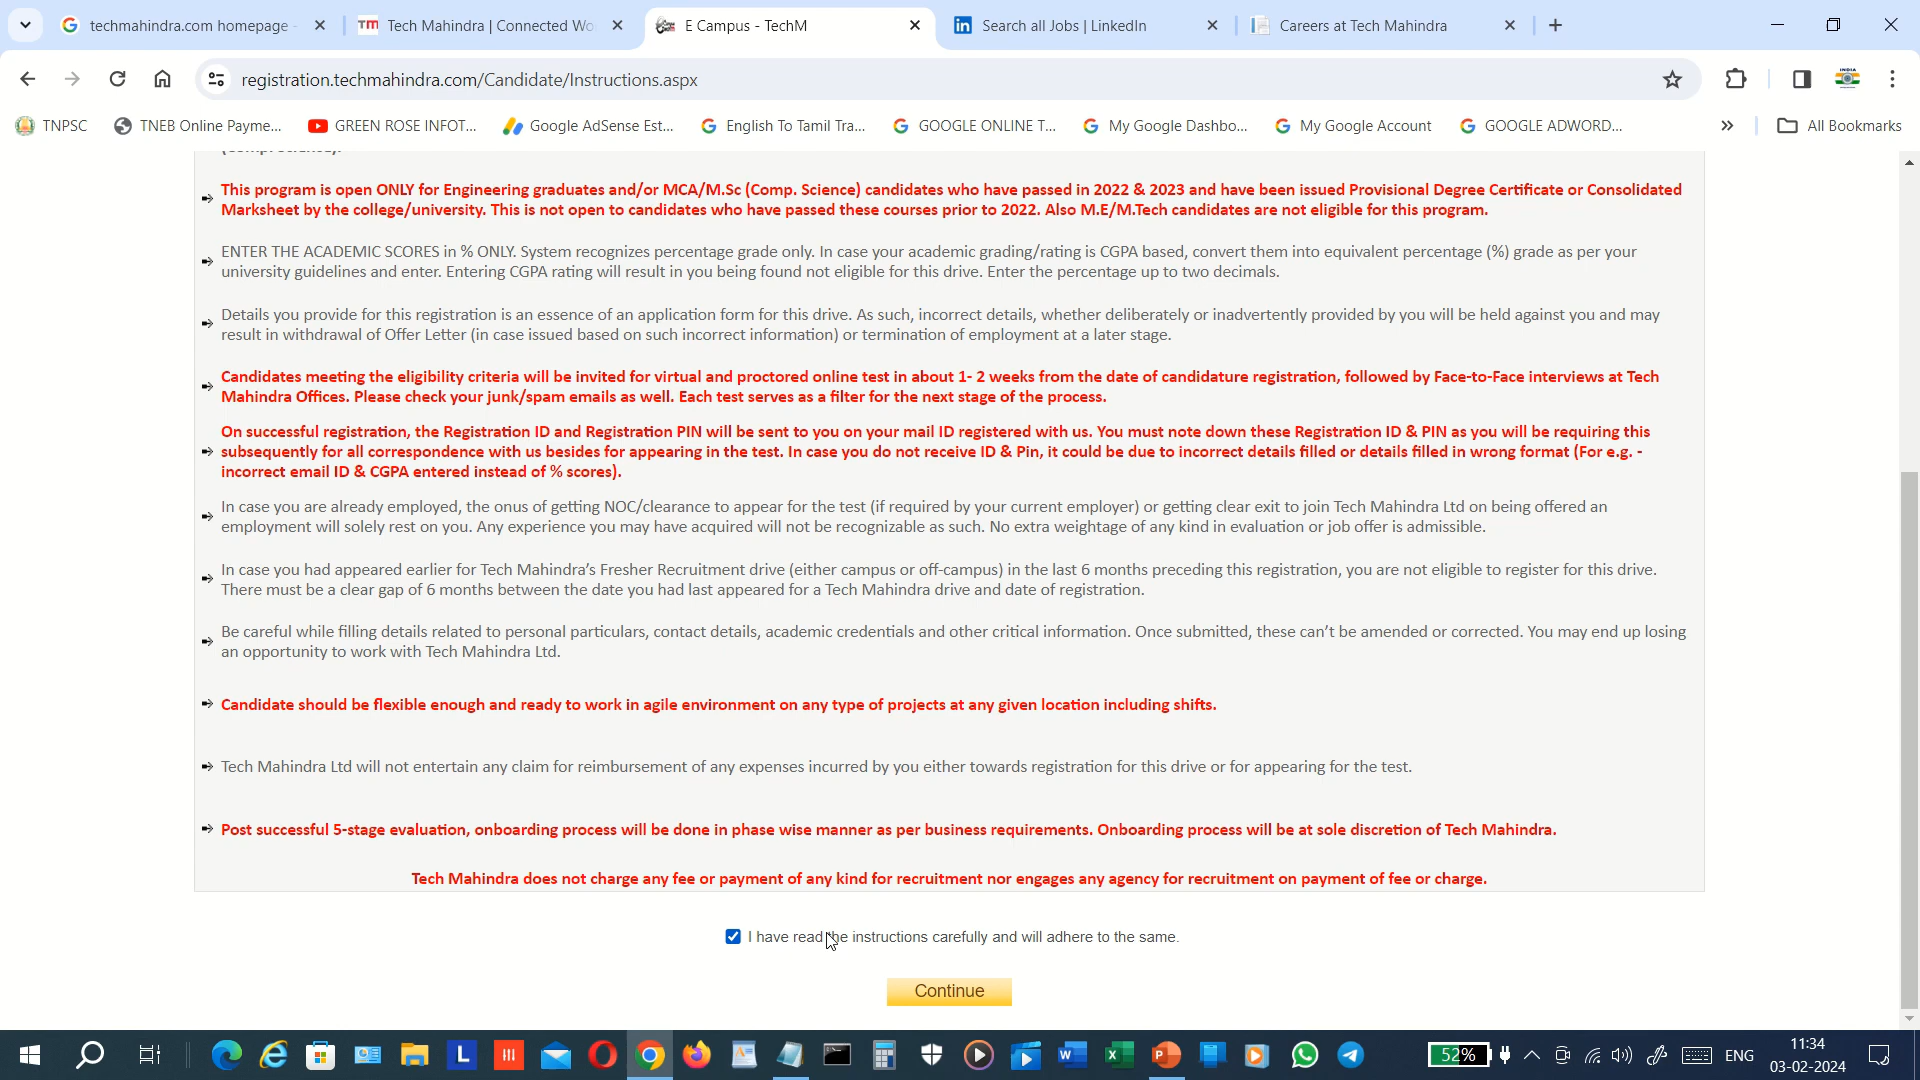 techmahindra.com homepage -
Tech Mahindra | Connected Wo
E Campus - TechM
Search all Jobs | LinkedIn
Careers at Tech Mahindra
registration.techmahindra.com/Candidate/Instructions.aspx
TNPSC
TNEB Online Payme...
GREEN ROSE INFOT...
Google AdSense Est...
English To Tamil Tra...
GOOGLE ONLINE T...
My Google Dashbo...
My Google Account
GOOGLE ADWORD...
All Bookmarks
This program is open ONLY for Engineering graduates and/or MCA/M.Sc (Comp. Science) candidates who have passed in 2022 & 2023 and have been issued Provisional Degree Certificate or Consolidated
Marksheet by the college/university. This is not open to candidates who have passed these courses prior to 2022. Also M.E/M.Tech candidates are not eligible for this program.
ENTER THE ACADEMIC SCORES in % ONLY. System recognizes percentage grade only. In case your academic grading/rating is CGPA based, convert them into equivalent percentage (%) grade as per your
university guidelines and enter. Entering CGPA rating will result in you being found not eligible for this drive. Enter the percentage up to two decimals.
Details you provide for this registration is an essence of an application form for this drive. As such, incorrect details, whether deliberately or inadvertently provided by you will be held against you and may
result in withdrawal of Offer Letter (in case issued based on such incorrect information) or termination of employment at a later stage.
Candidates meeting the eligibility criteria will be invited for virtual and proctored online test in about 1- 2 weeks from the date of candidature registration, followed by Face-to-Face interviews at Tech
Mahindra Offices. Please check your junk/spam emails as well. Each test serves as a filter for the next stage of the process.
On successful registration, the Registration ID and Registration PIN will be sent to you on your mail ID registered with us. You must note down these Registration ID & PIN as you will be requiring this
subsequently for all correspondence with us besides for appearing in the test. In case you do not receive ID & Pin, it could be due to incorrect details filled or details filled in wrong format (For e.g. -
incorrect email ID & CGPA entered instead of % scores).
In case you are already employed, the onus of getting NOC/clearance to appear for the test (if required by your current employer) or getting clear exit to join Tech Mahindra Ltd on being offered an
employment will solely rest on you. Any experience you may have acquired will not be recognizable as such. No extra weightage of any kind in evaluation or job offer is admissible.
In case you had appeared earlier for Tech Mahindra's Fresher Recruitment drive (either campus or off-campus) in the last 6 months preceding this registration, you are not eligible to register for this drive.
There must be a clear gap of 6 months between the date you had last appeared for a Tech Mahindra drive and date of registration.
Be careful while filling details related to personal particulars, contact details, academic credentials and other critical information. Once submitted, these can't be amended or corrected. You may end up losing
an opportunity to work with Tech Mahindra Ltd.
Candidate should be flexible enough and ready to work in agile environment on any type of projects at any given location including shifts.
Tech Mahindra Ltd will not entertain any claim for reimbursement of any expenses incurred by you either towards registration for this drive or for appearing for the test.
Post successful 5-stage evaluation, onboarding process will be done in phase wise manner as per business requirements. Onboarding process will be at sole discretion of Tech Mahindra.
Tech Mahindra does not charge any fee or payment of any kind for recruitment nor engages any agency for recruitment on payment of fee or charge.
I have read the instructions carefully and will adhere to the same.
Continue
52%
ENG
11:34
03-02-2024